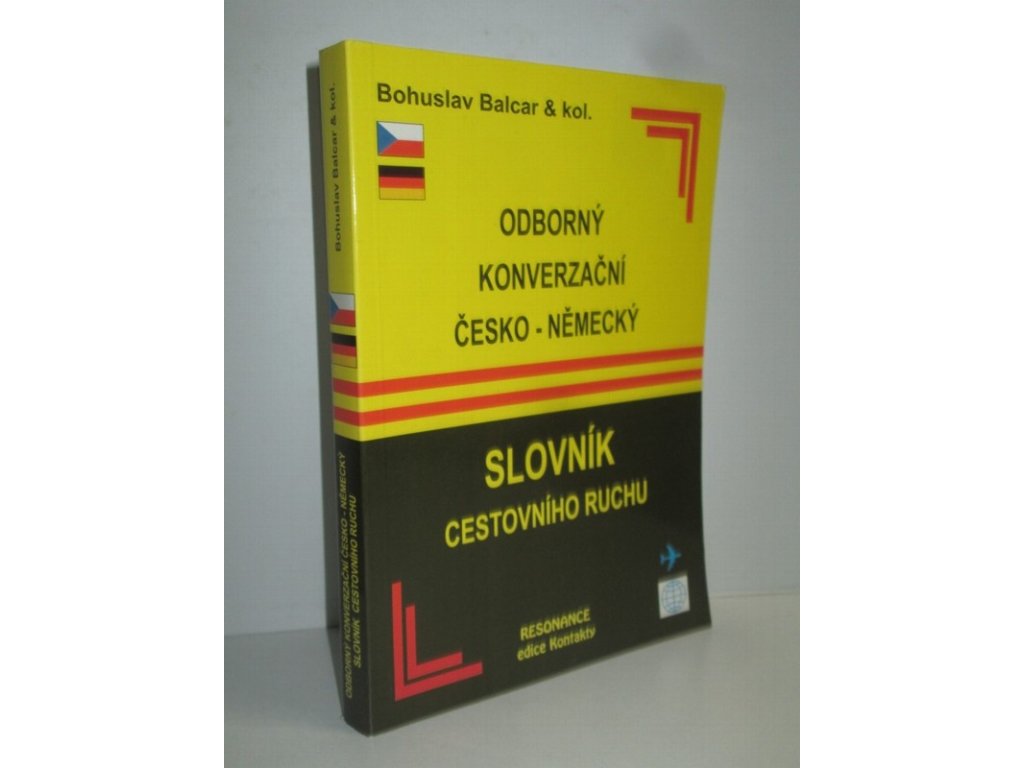 Bohuslav Balcar & kol.
ODBORNÝ
KONVERZAČNÍ
ČESKO - NĚMECKÝ
SLOVNÍK
CESTOVNÍHO RUCHU
RESONANCE
edice Kontakty
Bohuslav Balcar & kol.
ODBORNÝ KONVERZAČNÍ ČESKO - NĚMECKÝ
SLOVNÍK CESTOVNÍHO RUCHU